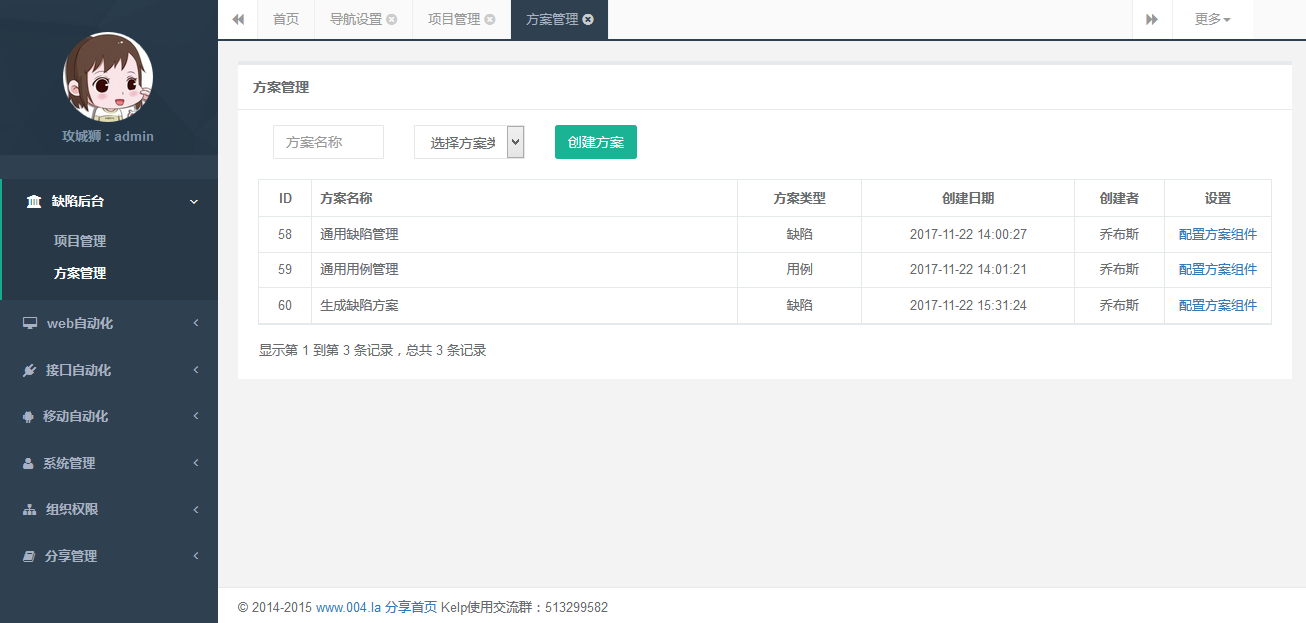 首页 导航设置 项目管理 方案管理 更多
攻城狮：admin
缺陷后台
项目管理
方案管理
web自动化
接口自动化
移动自动化
系统管理
组织权限
分享管理
方案管理
方案名称 选择方案类 创建方案
ID 方案名称 方案类型 创建日期 创建者 设置
58 通用缺陷管理 缺陷 2017-11-22 14:00:27 乔布斯 配置方案组件
59 通用用例管理 用例 2017-11-22 14:01:21 乔布斯 配置方案组件
60 生成缺陷方案 缺陷 2017-11-22 15:31:24 乔布斯 配置方案组件
显示第 1 到第 3 条记录，总共 3 条记录
© 2014-2015 www.004.la 分享首页 Kelp使用交流群：513299582